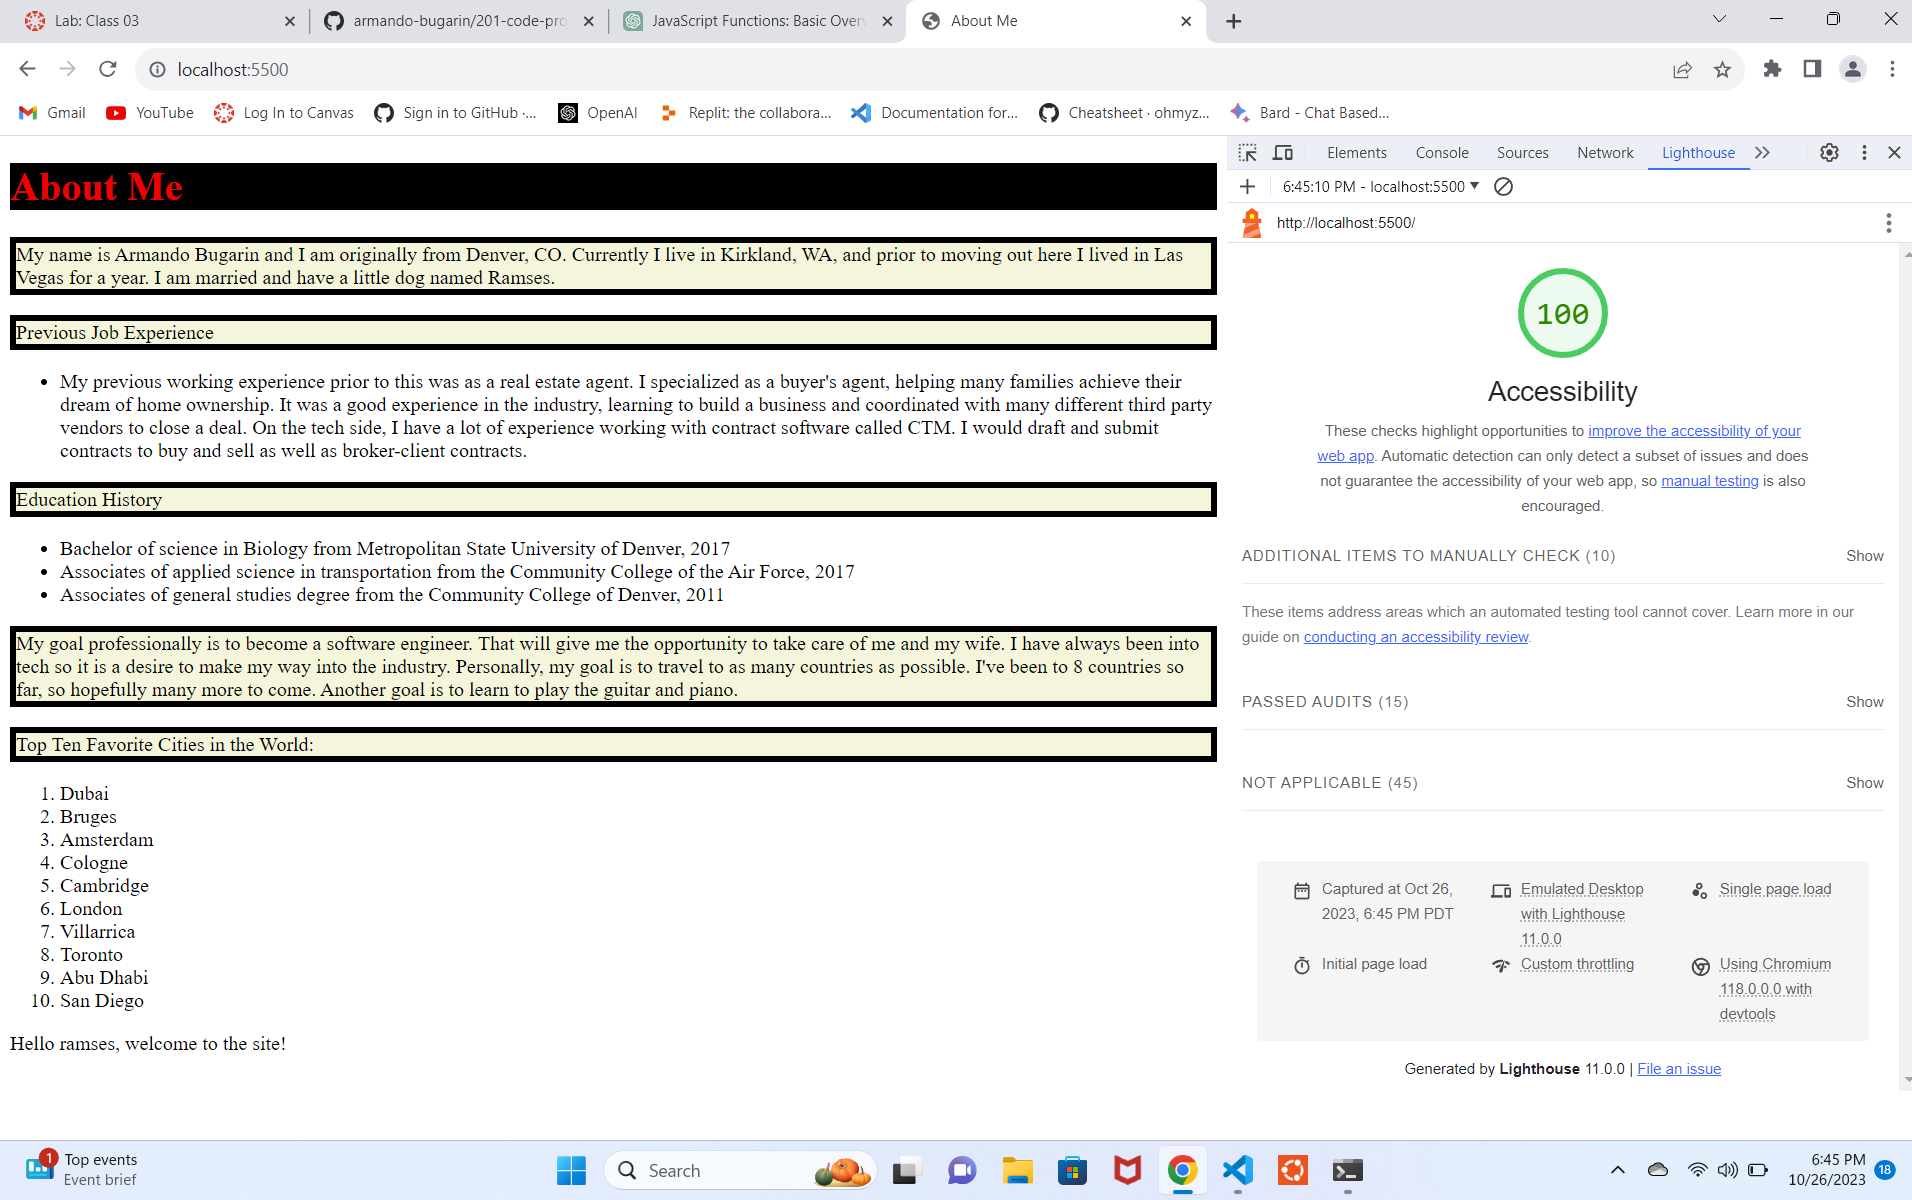 Lab: Class 03
armando-bugarin/201-code-pro
JavaScript Functions: Basic Over
About Me
localhost:5500
Gmail
YouTube
Log In to Canvas
Sign in to GitHub ·...
OpenAI
Replit: the collabora...
Documentation for...
Cheatsheet · ohmyz...
Bard - Chat Based...
About Me
My name is Armando Bugarin and I am originally from Denver, CO. Currently I live in Kirkland, WA, and prior to moving out here I lived in Las
Vegas for a year. I am married and have a little dog named Ramses.
Previous Job Experience
• My previous working experience prior to this was as a real estate agent. I specialized as a buyer's agent, helping many families achieve their
dream of home ownership. It was a good experience in the industry, learning to build a business and coordinated with many different third party
vendors to close a deal. On the tech side, I have a lot of experience working with contract software called CTM. I would draft and submit
contracts to buy and sell as well as broker-client contracts.
Education History
• Bachelor of science in Biology from Metropolitan State University of Denver, 2017
• Associates of applied science in transportation from the Community College of the Air Force, 2017
• Associates of general studies degree from the Community College of Denver, 2011
My goal professionally is to become a software engineer. That will give me the opportunity to take care of me and my wife. I have always been into
tech so it is a desire to make my way into the industry. Personally, my goal is to travel to as many countries as possible. I've been to 8 countries so
far, so hopefully many more to come. Another goal is to learn to play the guitar and piano.
Top Ten Favorite Cities in the World:
1. Dubai
2. Bruges
3. Amsterdam
4. Cologne
5. Cambridge
6. London
7. Villarrica
8. Toronto
9. Abu Dhabi
10. San Diego
Hello ramses, welcome to the site!
Elements
Console
Sources
Network
Lighthouse
6:45:10 PM - localhost:5500
http://localhost:5500/
100
Accessibility
These checks highlight opportunities to improve the accessibility of your
web app. Automatic detection can only detect a subset of issues and does
not guarantee the accessibility of your web app, so manual testing is also
encouraged.
ADDITIONAL ITEMS TO MANUALLY CHECK (10) Show
These items address areas which an automated testing tool cannot cover. Learn more in our
guide on conducting an accessibility review.
PASSED AUDITS (15) Show
NOT APPLICABLE (45) Show
Captured at Oct 26,
2023, 6:45 PM PDT
Emulated Desktop
with Lighthouse
11.0.0
Single page load
Initial page load
Custom throttling
Using Chromium
118.0.0.0 with
devtools
Generated by Lighthouse 11.0.0 | File an issue
1
Top events
Event brief
Search
6:45 PM
10/26/2023
18